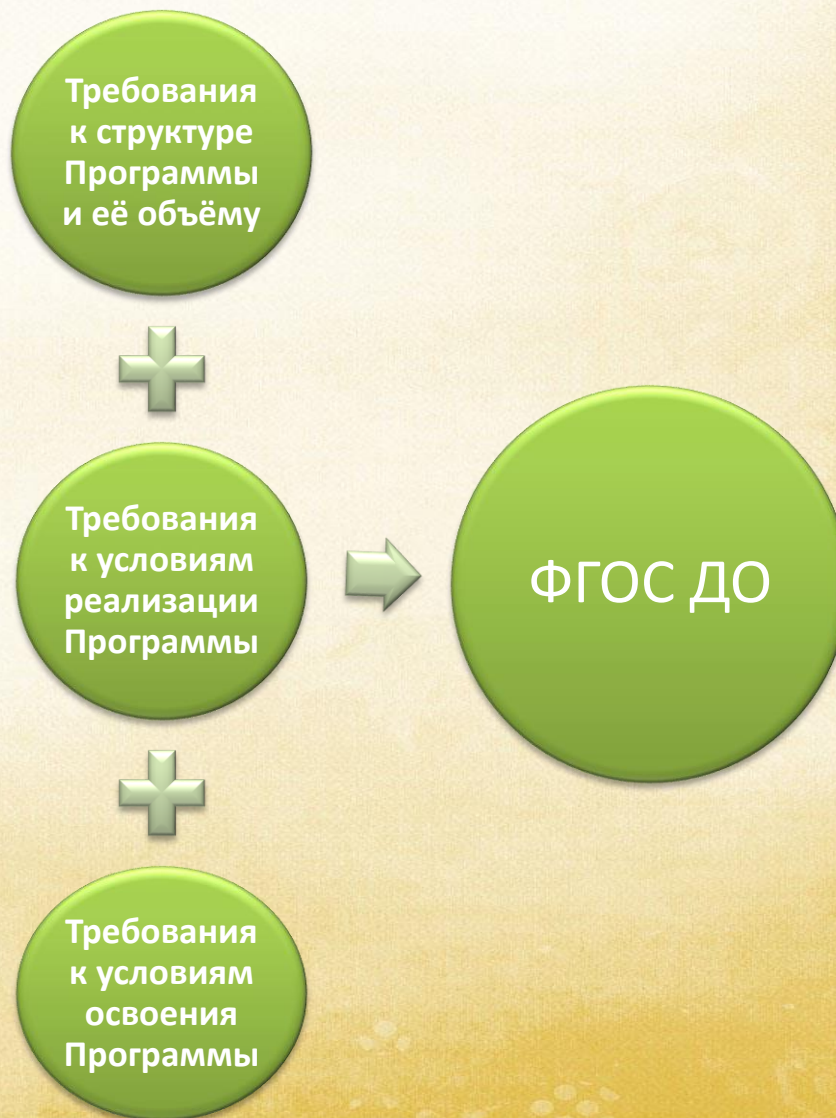 Требования
к структуре
Программы
и её объёму
Требования
к условиям
реализации
Программы
ФГОС ДО
Требования
к условиям
освоения
Программы